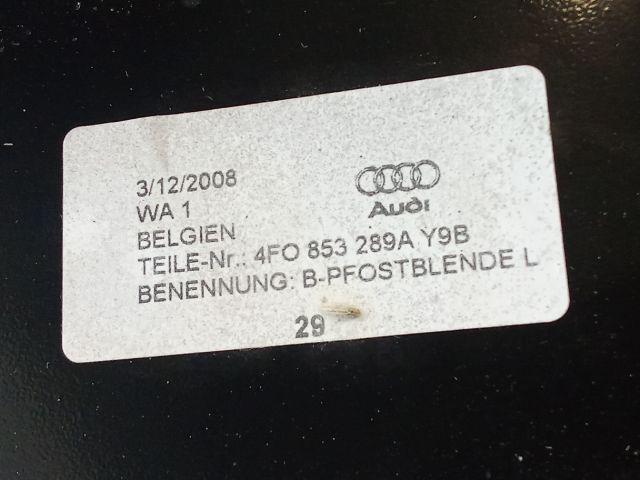 3/12/2008
WA 1
Audi
BELGIEN
TEILE-Nr.: 4FO 853 289A Y9B
BENENNUNG: B-PFOSTBLENDE L
29